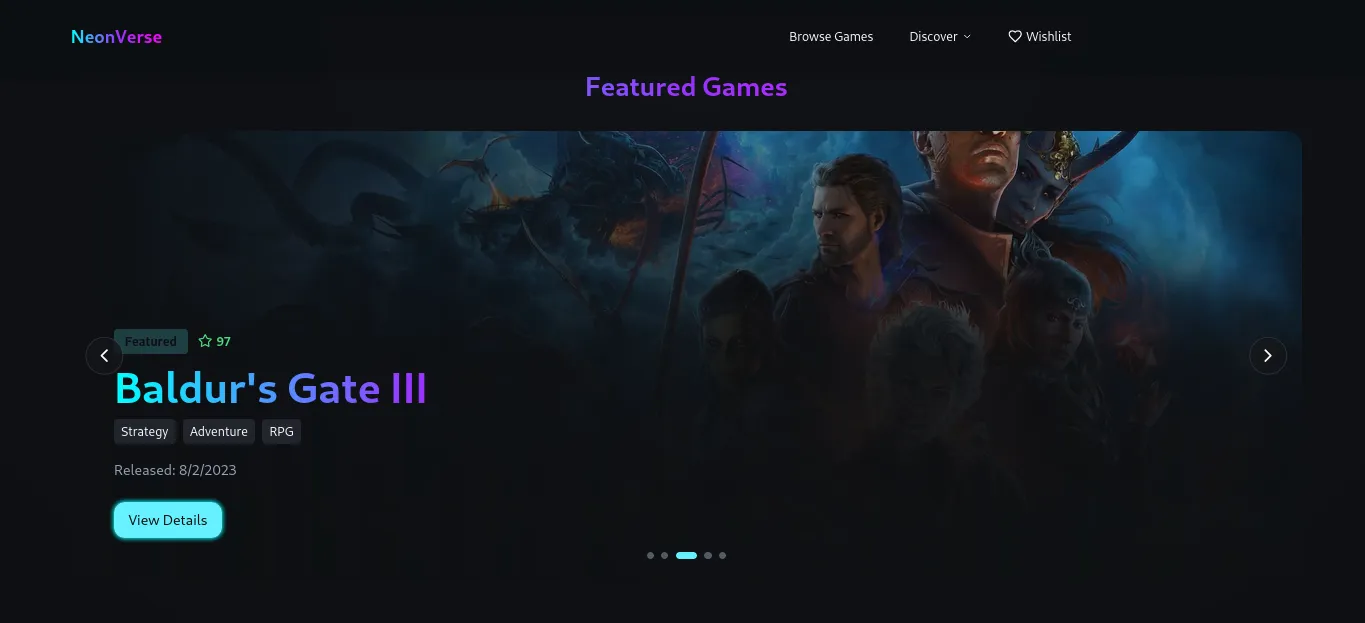 NeonVerse
Browse Games Discover Wishlist
Featured Games
Featured 97
Baldur's Gate III
Strategy Adventure RPG
Released: 8/2/2023
View Details